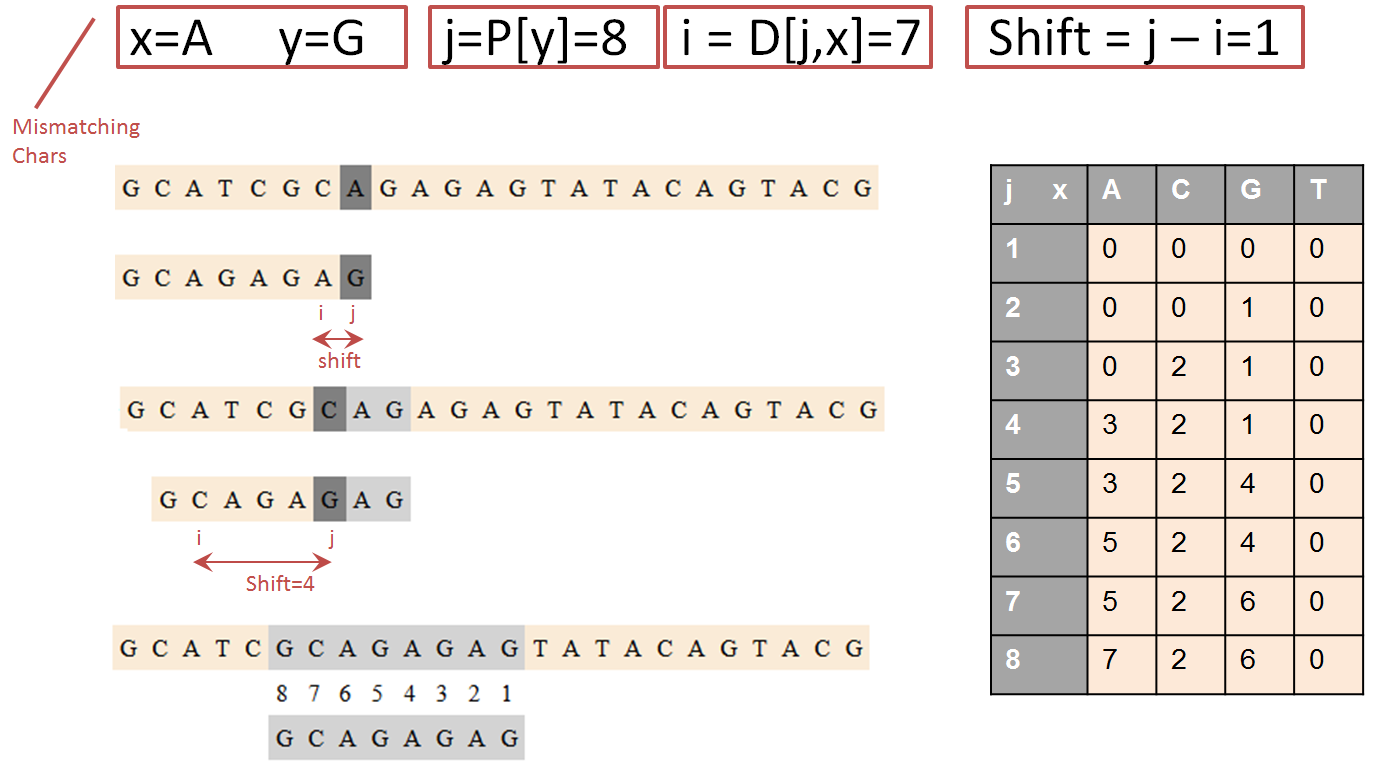 x=A y=G j=P[y]=8 i = D[j,x]=7 Shift = j – i=1
Mismatching
Chars
G C A T C G C A G A G A G T A T A C A G T A C G
G C A G A G A G
i j
shift
G C A T C G C A G A G A G T A T A C A G T A C G
G C A G A G A G
i j
Shift=4
G C A T C G C A G A G A G T A T A C A G T A C G
8 7 6 5 4 3 2 1
G C A G A G A G
j x A C G T
1 0 0 0 0
2 0 0 1 0
3 0 2 1 0
4 3 2 1 0
5 3 2 4 0
6 5 2 4 0
7 5 2 6 0
8 7 2 6 0